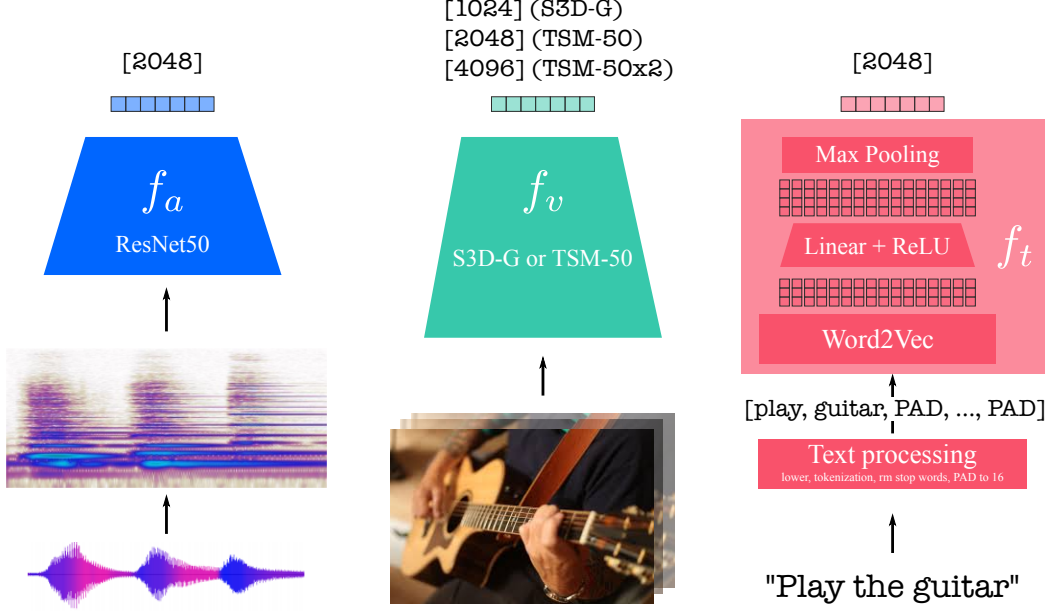 [2048]
f_a
ResNet50
[1024] (S3D-G)
[2048] (TSM-50)
[4096] (TSM-50x2)
f_v
S3D-G or TSM-50
[2048]
Max Pooling
Linear + ReLU
f_t
Word2Vec
[play, guitar, PAD, ..., PAD]
Text processing
lower, tokenization, rm stop words, PAD to 16
"Play the guitar"